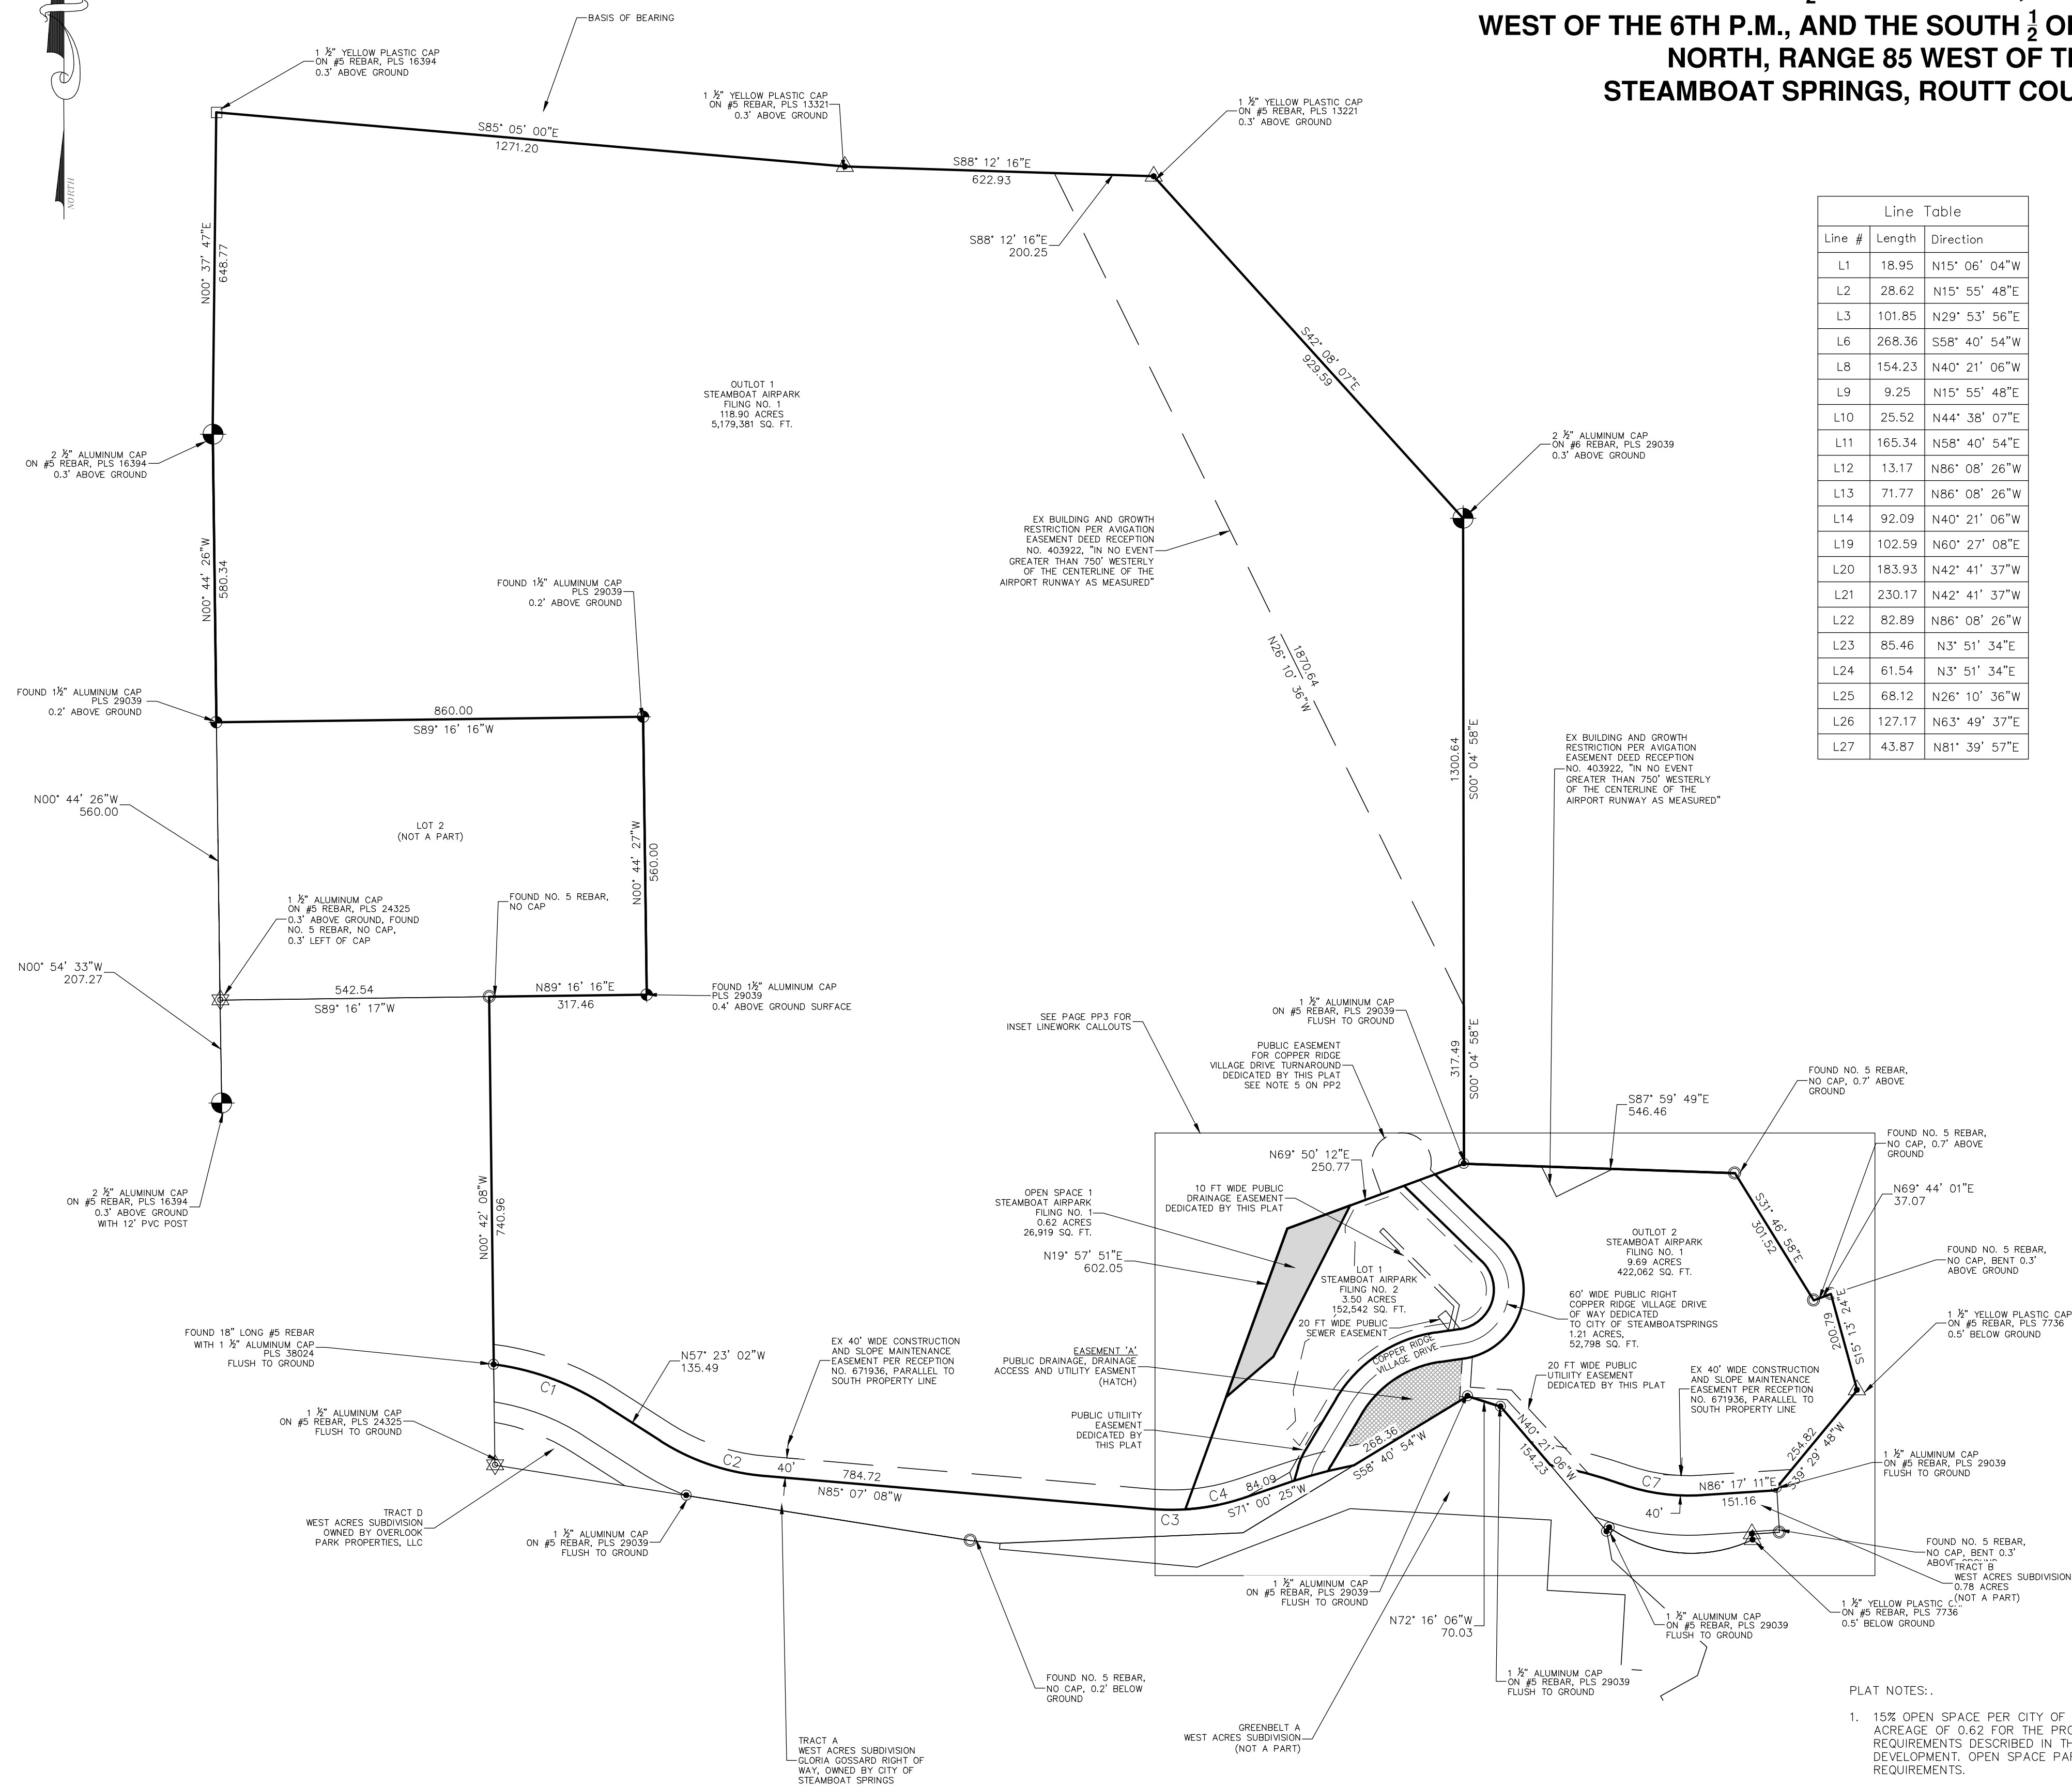 WEST OF THE 6TH P.M., AND THE SOUTH ½
NORTH, RANGE 85 WEST OF
STEAMBOAT SPRINGS, ROUTT
NORTH
BASIS OF BEARING
1 ½" YELLOW PLASTIC CAP
ON #5 REBAR, PLS 16394
0.3' ABOVE GROUND
1 ½" YELLOW PLASTIC CAP
ON #5 REBAR, PLS 13321
0.3' ABOVE GROUND
1 ½" YELLOW PLASTIC CAP
ON #5 REBAR, PLS 13221
0.3' ABOVE GROUND
S85° 05' 00"E
1271.20
S88° 12' 16"E
622.93
S88° 12' 16"E
200.25
N00° 37' 47"E
648.77
S42° 08' 07"E
929.59
Line Table
Line # Length Direction
L1 18.95 N15° 06' 04"W
L2 28.62 N15° 55' 48"E
L3 101.85 N29° 53' 56"E
L6 268.36 S58° 40' 54"W
L8 154.23 N40° 21' 06"W
L9 9.25 N15° 55' 48"E
L10 25.52 N44° 38' 07"E
L11 165.34 N58° 40' 54"E
L12 13.17 N86° 08' 26"W
L13 71.77 N86° 08' 26"W
L14 92.09 N40° 21' 06"W
L19 102.59 N60° 27' 08"E
L20 183.93 N42° 41' 37"W
L21 230.17 N42° 41' 37"W
L22 82.89 N86° 08' 26"W
L23 85.46 N3° 51' 34"E
L24 61.54 N3° 51' 34"E
L25 68.12 N26° 10' 36"W
L26 127.17 N63° 49' 37"E
L27 43.87 N81° 39' 57"E
OUTLOT 1
STEAMBOAT AIRPARK
FILING NO. 1
118.90 ACRES
5,179,381 SQ. FT.
2 ½" ALUMINUM CAP
ON #5 REBAR, PLS 16394
0.3' ABOVE GROUND
2 ½" ALUMINUM CAP
ON #6 REBAR, PLS 29039
0.3' ABOVE GROUND
EX BUILDING AND GROWTH
RESTRICTION PER AVIGATION
EASEMENT DEED RECEPTION
NO. 403922, "IN NO EVENT
GREATER THAN 750' WESTERLY
OF THE CENTERLINE OF THE
AIRPORT RUNWAY AS MEASURED"
N00° 44' 26"W
580.34
FOUND 1½" ALUMINUM CAP
PLS 29039
0.2' ABOVE GROUND
1870.64
N26° 10' 36"W
FOUND 1½" ALUMINUM CAP
PLS 29039
0.2' ABOVE GROUND
860.00
S89° 16' 16"W
1300.64
S00° 04' 58"E
EX BUILDING AND GROWTH
RESTRICTION PER AVIGATION
EASEMENT DEED RECEPTION
NO. 403922, "IN NO EVENT
GREATER THAN 750' WESTERLY
OF THE CENTERLINE OF THE
AIRPORT RUNWAY AS MEASURED"
N00° 44' 26"W
560.00
LOT 2
(NOT A PART)
N00° 44' 27"W
560.00
1 ½" ALUMINUM CAP
ON #5 REBAR, PLS 24325
0.3' ABOVE GROUND, FOUND
NO. 5 REBAR, NO CAP,
0.3' LEFT OF CAP
FOUND NO. 5 REBAR,
NO CAP
N00° 54' 33"W
207.27
542.54
S89° 16' 17"W
N89° 16' 16"E
317.46
FOUND 1½" ALUMINUM CAP
PLS 29039
0.4' ABOVE GROUND SURFACE
1 ½" ALUMINUM CAP
ON #5 REBAR, PLS 29039
FLUSH TO GROUND
SEE PAGE PP3 FOR
INSET LINEWORK CALLOUTS
PUBLIC EASEMENT
FOR COPPER RIDGE
VILLAGE DRIVE TURNAROUND
DEDICATED BY THIS PLAT
SEE NOTE 5 ON PP2
317.49
S00° 04' 58"E
S87° 59' 49"E
546.46
FOUND NO. 5 REBAR,
NO CAP, 0.7' ABOVE
GROUND
FOUND NO. 5 REBAR,
NO CAP, 0.7' ABOVE
GROUND
N69° 44' 01"E
37.07
2 ½" ALUMINUM CAP
ON #5 REBAR, PLS 16394
0.3' ABOVE GROUND
WITH 12' PVC POST
N00° 42' 08"W
740.96
N69° 50' 12"E
250.77
OPEN SPACE 1
STEAMBOAT AIRPARK
FILING NO. 1
0.62 ACRES
26,919 SQ. FT.
10 FT WIDE PUBLIC
DRAINAGE EASEMENT
DEDICATED BY THIS PLAT
N19° 57' 51"E
602.05
LOT 1
STEAMBOAT AIRPARK
FILING NO. 2
3.50 ACRES
152,542 SQ. FT.
OUTLOT 2
STEAMBOAT AIRPARK
FILING NO. 1
9.69 ACRES
422,062 SQ. FT.
S31° 46' 58"E
301.52
FOUND NO. 5 REBAR,
NO CAP, BENT 0.3'
ABOVE GROUND
60' WIDE PUBLIC RIGHT
COPPER RIDGE VILLAGE DRIVE
OF WAY DEDICATED
TO CITY OF STEAMBOATSPRINGS
1.21 ACRES,
52,798 SQ. FT.
S15° 13' 24"E
200.79
1 ½" YELLOW PLASTIC CAP
ON #5 REBAR, PLS 7736
0.5' BELOW GROUND
20 FT WIDE PUBLIC
SEWER EASEMENT
COPPER RIDGE
VILLAGE DRIVE
FOUND 18" LONG #5 REBAR
WITH 1 ½" ALUMINUM CAP
PLS 38024
FLUSH TO GROUND
N57° 23' 02"W
135.49
EX 40' WIDE CONSTRUCTION
AND SLOPE MAINTENANCE
EASEMENT PER RECEPTION
NO. 671936, PARALLEL TO
SOUTH PROPERTY LINE
EASEMENT 'A'
PUBLIC DRAINAGE, DRAINAGE
ACCESS AND UTILITY EASMENT
(HATCH)
20 FT WIDE PUBLIC
UTILIITY EASEMENT
DEDICATED BY THIS PLAT
EX 40' WIDE CONSTRUCTION
AND SLOPE MAINTENANCE
EASEMENT PER RECEPTION
NO. 671936, PARALLEL TO
SOUTH PROPERTY LINE
C1
1 ½" ALUMINUM CAP
ON #5 REBAR, PLS 24325
FLUSH TO GROUND
PUBLIC UTILIITY
EASEMENT
DEDICATED BY
THIS PLAT
268.36
S58° 40' 54"W
N40° 21' 06"W
154.23
254.82
S39° 29' 48"W
1 ½" ALUMINUM CAP
ON #5 REBAR, PLS 29039
FLUSH TO GROUND
C2
40'
784.72
N85° 07' 08"W
C3
C4
84.09
S71° 00' 25"W
C7
N86° 17' 11"E
151.16
40'
TRACT D
WEST ACRES SUBDIVISION
OWNED BY OVERLOOK
PARK PROPERTIES, LLC
1 ½" ALUMINUM CAP
ON #5 REBAR, PLS 29039
FLUSH TO GROUND
FOUND NO. 5 REBAR,
NO CAP, BENT 0.3'
TRACT B
WEST ACRES SUBDIVISION
0.78 ACRES
(NOT A PART)
1 ½" ALUMINUM CAP
ON #5 REBAR, PLS 29039
FLUSH TO GROUND
N72° 16' 06"W
70.03
1 ½" ALUMINUM CAP
ON #5 REBAR, PLS 29039
FLUSH TO GROUND
1 ½" YELLOW PLASTIC
ON #5 REBAR, PLS 7736
0.5' BELOW GROUND
FOUND NO. 5 REBAR,
NO CAP, 0.2' BELOW
GROUND
1 ½" ALUMINUM CAP
ON #5 REBAR, PLS 29039
FLUSH TO GROUND
GREENBELT A
WEST ACRES SUBDIVISION
(NOT A PART)
TRACT A
WEST ACRES SUBDIVISION
GLORIA GOSSARD RIGHT OF
WAY, OWNED BY CITY OF
STEAMBOAT SPRINGS
PLAT NOTES:.
1. 15% OPEN SPACE PER CITY OF
ACREAGE OF 0.62 FOR THE
REQUIREMENTS DESCRIBED IN
DEVELOPMENT. OPEN SPACE
REQUIREMENTS.